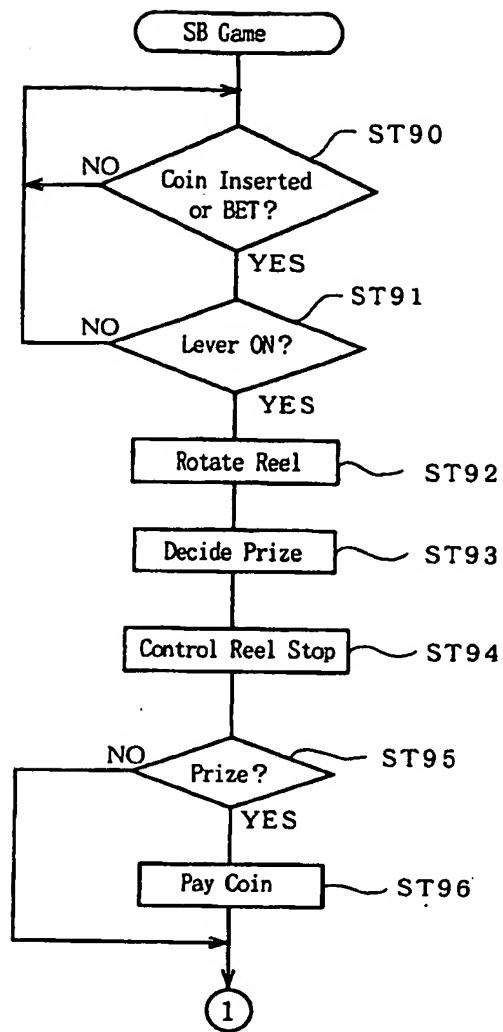 SB Game
ST90
NO
Coin Inserted
or BET?
YES
ST91
NO
Lever ON?
YES
Rotate Reel
ST92
Decide Prize
ST93
Control Reel Stop
ST94
NO
ST95
Prize?
YES
Pay Coin
ST96
1